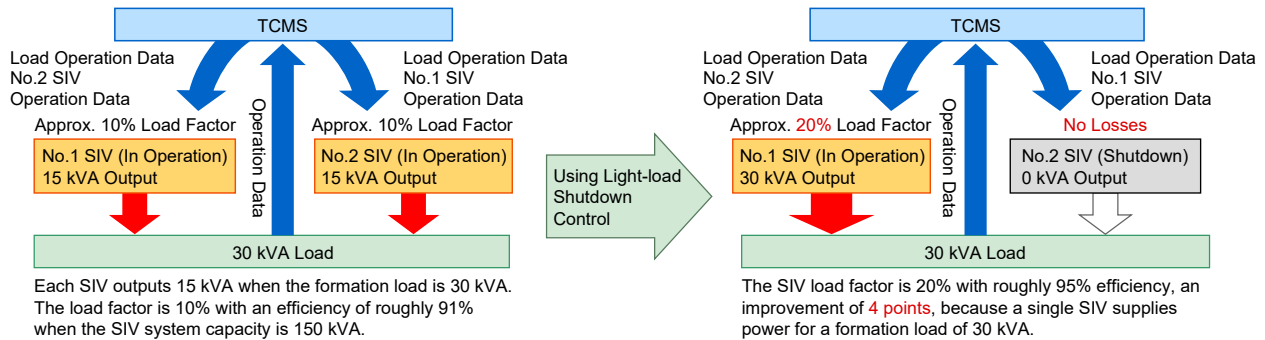 TCMS
Load Operation Data
No.2 SIV
Operation Data
Load Operation Data
No.1 SIV
Operation Data
Operation Data
Approx. 10% Load Factor
Approx. 10% Load Factor
No.1 SIV (In Operation)
15 kVA Output
No.2 SIV (In Operation)
15 kVA Output
30 kVA Load
Each SIV outputs 15 kVA when the formation load is 30 kVA.
The load factor is 10% with an efficiency of roughly 91%
when the SIV system capacity is 150 kVA.
Using Light-load
Shutdown
Control
TCMS
Load Operation Data
No.2 SIV
Operation Data
Load Operation Data
No.1 SIV
Operation Data
Operation Data
Approx. 20% Load Factor
No Losses
No.1 SIV (In Operation)
30 kVA Output
No.2 SIV (Shutdown)
0 kVA Output
30 kVA Load
The SIV load factor is 20% with roughly 95% efficiency, an
improvement of 4 points, because a single SIV supplies
power for a formation load of 30 kVA.